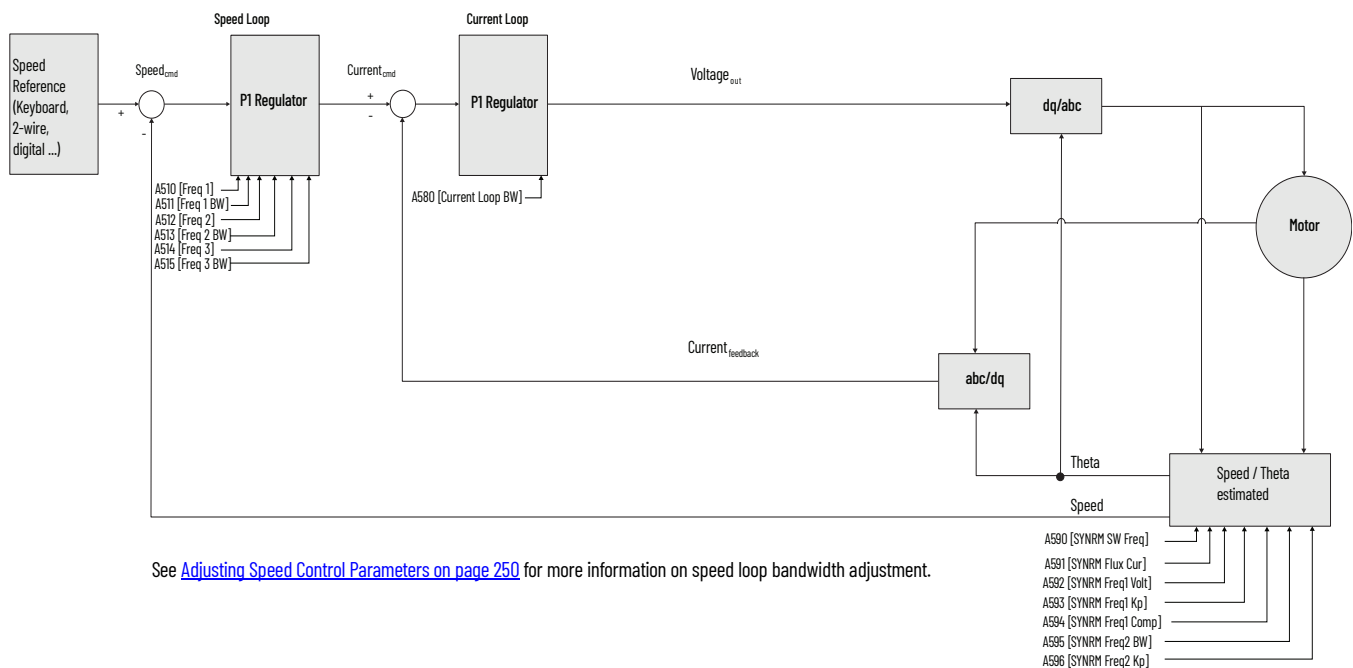 Speed Loop
Current Loop
Speed
Reference
(Keyboard,
2-wire,
digital ...)
Speedcmd
+
-
P1 Regulator
Currentcmd
+
-
P1 Regulator
Voltageout
dq/abc
A510 [Freq 1]
A511 [Freq 1 BW]
A512 [Freq 2]
A513 [Freq 2 BW]
A514 [Freq 3]
A515 [Freq 3 BW]
A580 [Current Loop BW]
Motor
Currentfeedback
abc/dq
Theta
Speed
Speed / Theta
estimated
A590 [SYNRM SW Freq]
A591 [SYNRM Flux Cur]
A592 [SYNRM Freq1 Volt]
A593 [SYNRM Freq1 Kp]
A594 [SYNRM Freq1 Comp]
A595 [SYNRM Freq2 BW]
A596 [SYNRM Freq2 Kp]
See Adjusting Speed Control Parameters on page 250 for more information on speed loop bandwidth adjustment.